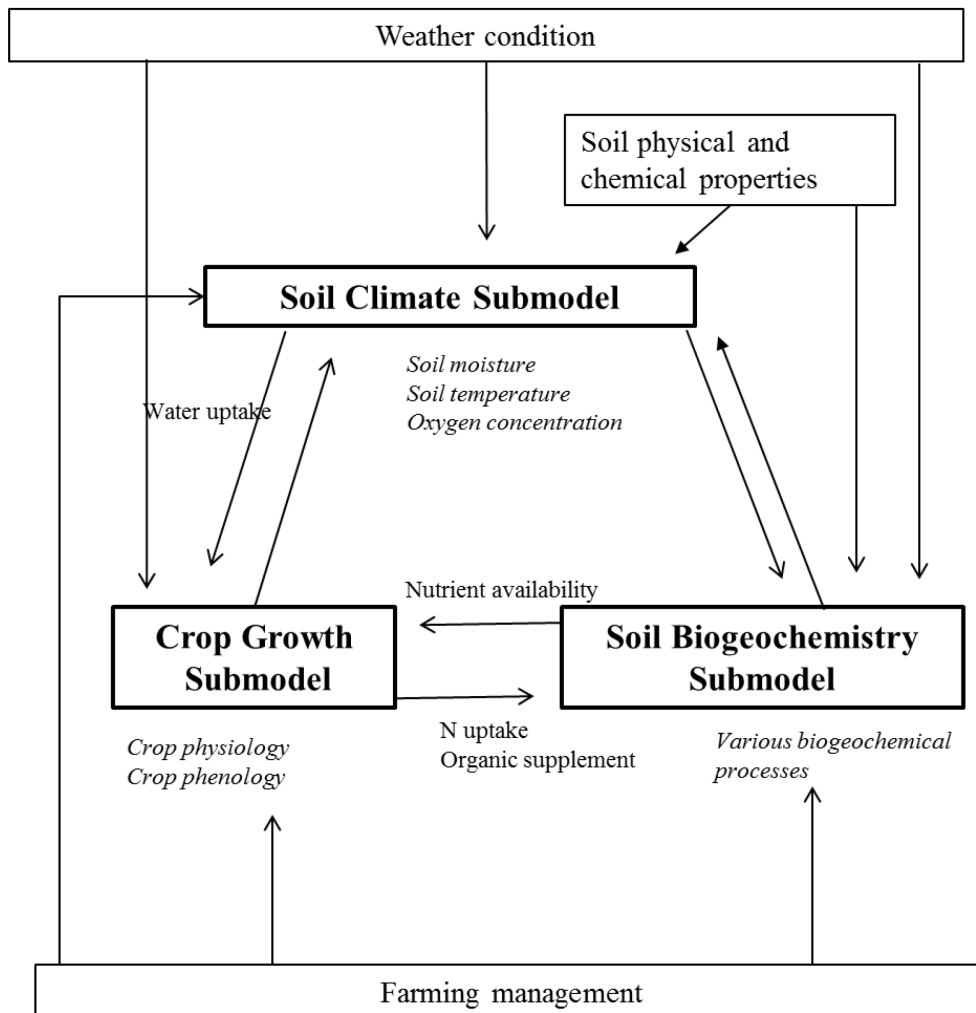 Weather condition
Soil physical and
chemical properties
Soil Climate Submodel
Soil moisture
Soil temperature
Oxygen concentration
Water uptake
Nutrient availability
Crop Growth
Submodel
Soil Biogeochemistry
Submodel
N uptake
Organic supplement
Crop physiology
Crop phenology
Various biogeochemical
processes
Farming management